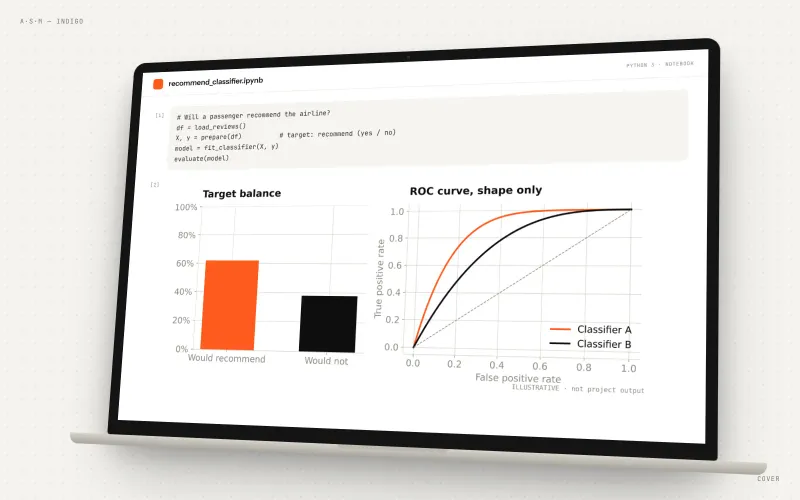 A·S·M — INDIGO
recommend_classifier.ipynb
PYTHON 3 · NOTEBOOK
[1]
# Will a passenger recommend the airline?
df = load_reviews()
X, y = prepare(df) # target: recommend (yes / no)
model = fit_classifier(X, y)
evaluate(model)
[2]
Target balance
100%
80%
60%
40%
20%
0%
Would recommend
Would not
ROC curve, shape only
True positive rate
1.0
0.8
0.6
0.4
0.2
0.0
Classifier A
Classifier B
0.0 0.2 0.4 0.6 0.8 1.0
False positive rate
ILLUSTRATIVE · not project output
COVER